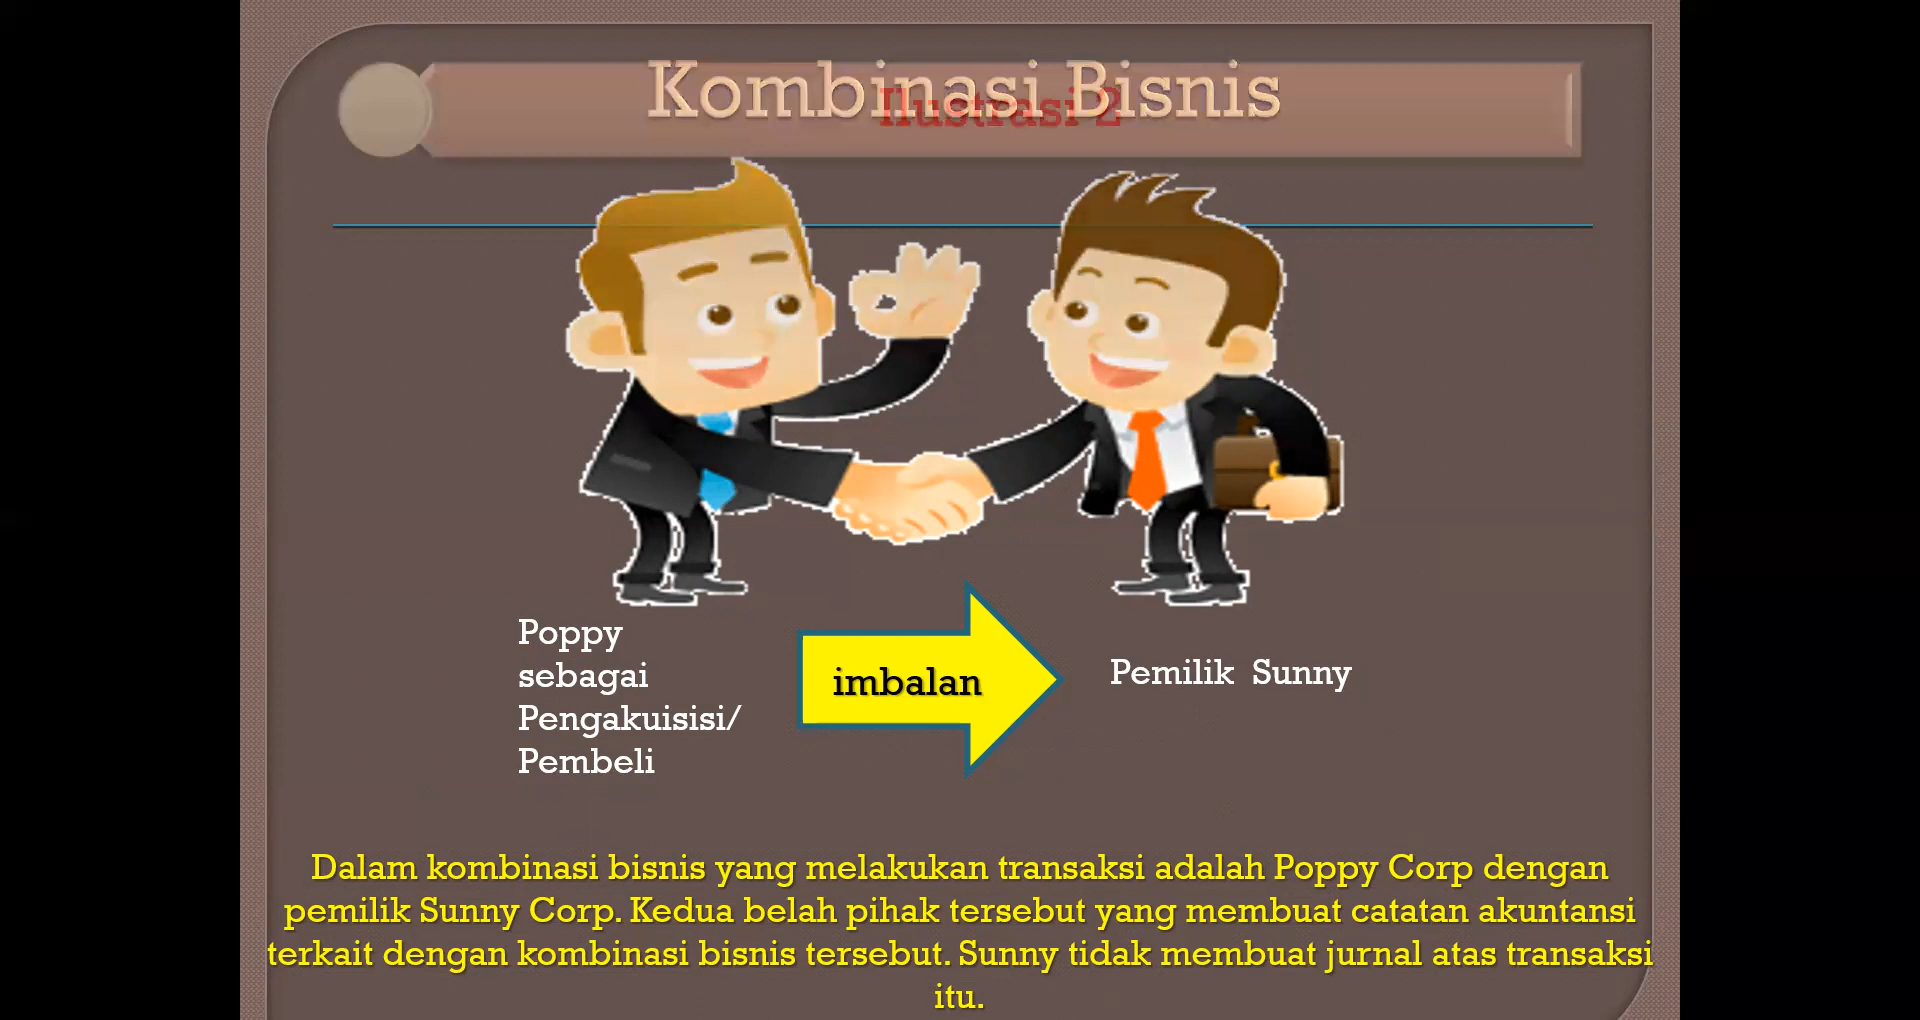 Kombinasi Bisnis
Ilustrasi 2
Poppy
sebagai
Pengakuisisi/
Pembeli
imbalan
Pemilik Sunny
Dalam kombinasi bisnis yang melakukan transaksi adalah Poppy Corp dengan
pemilik Sunny Corp. Kedua belah pihak tersebut yang membuat catatan akuntansi
terkait dengan kombinasi bisnis tersebut. Sunny tidak membuat jurnal atas transaksi
itu.